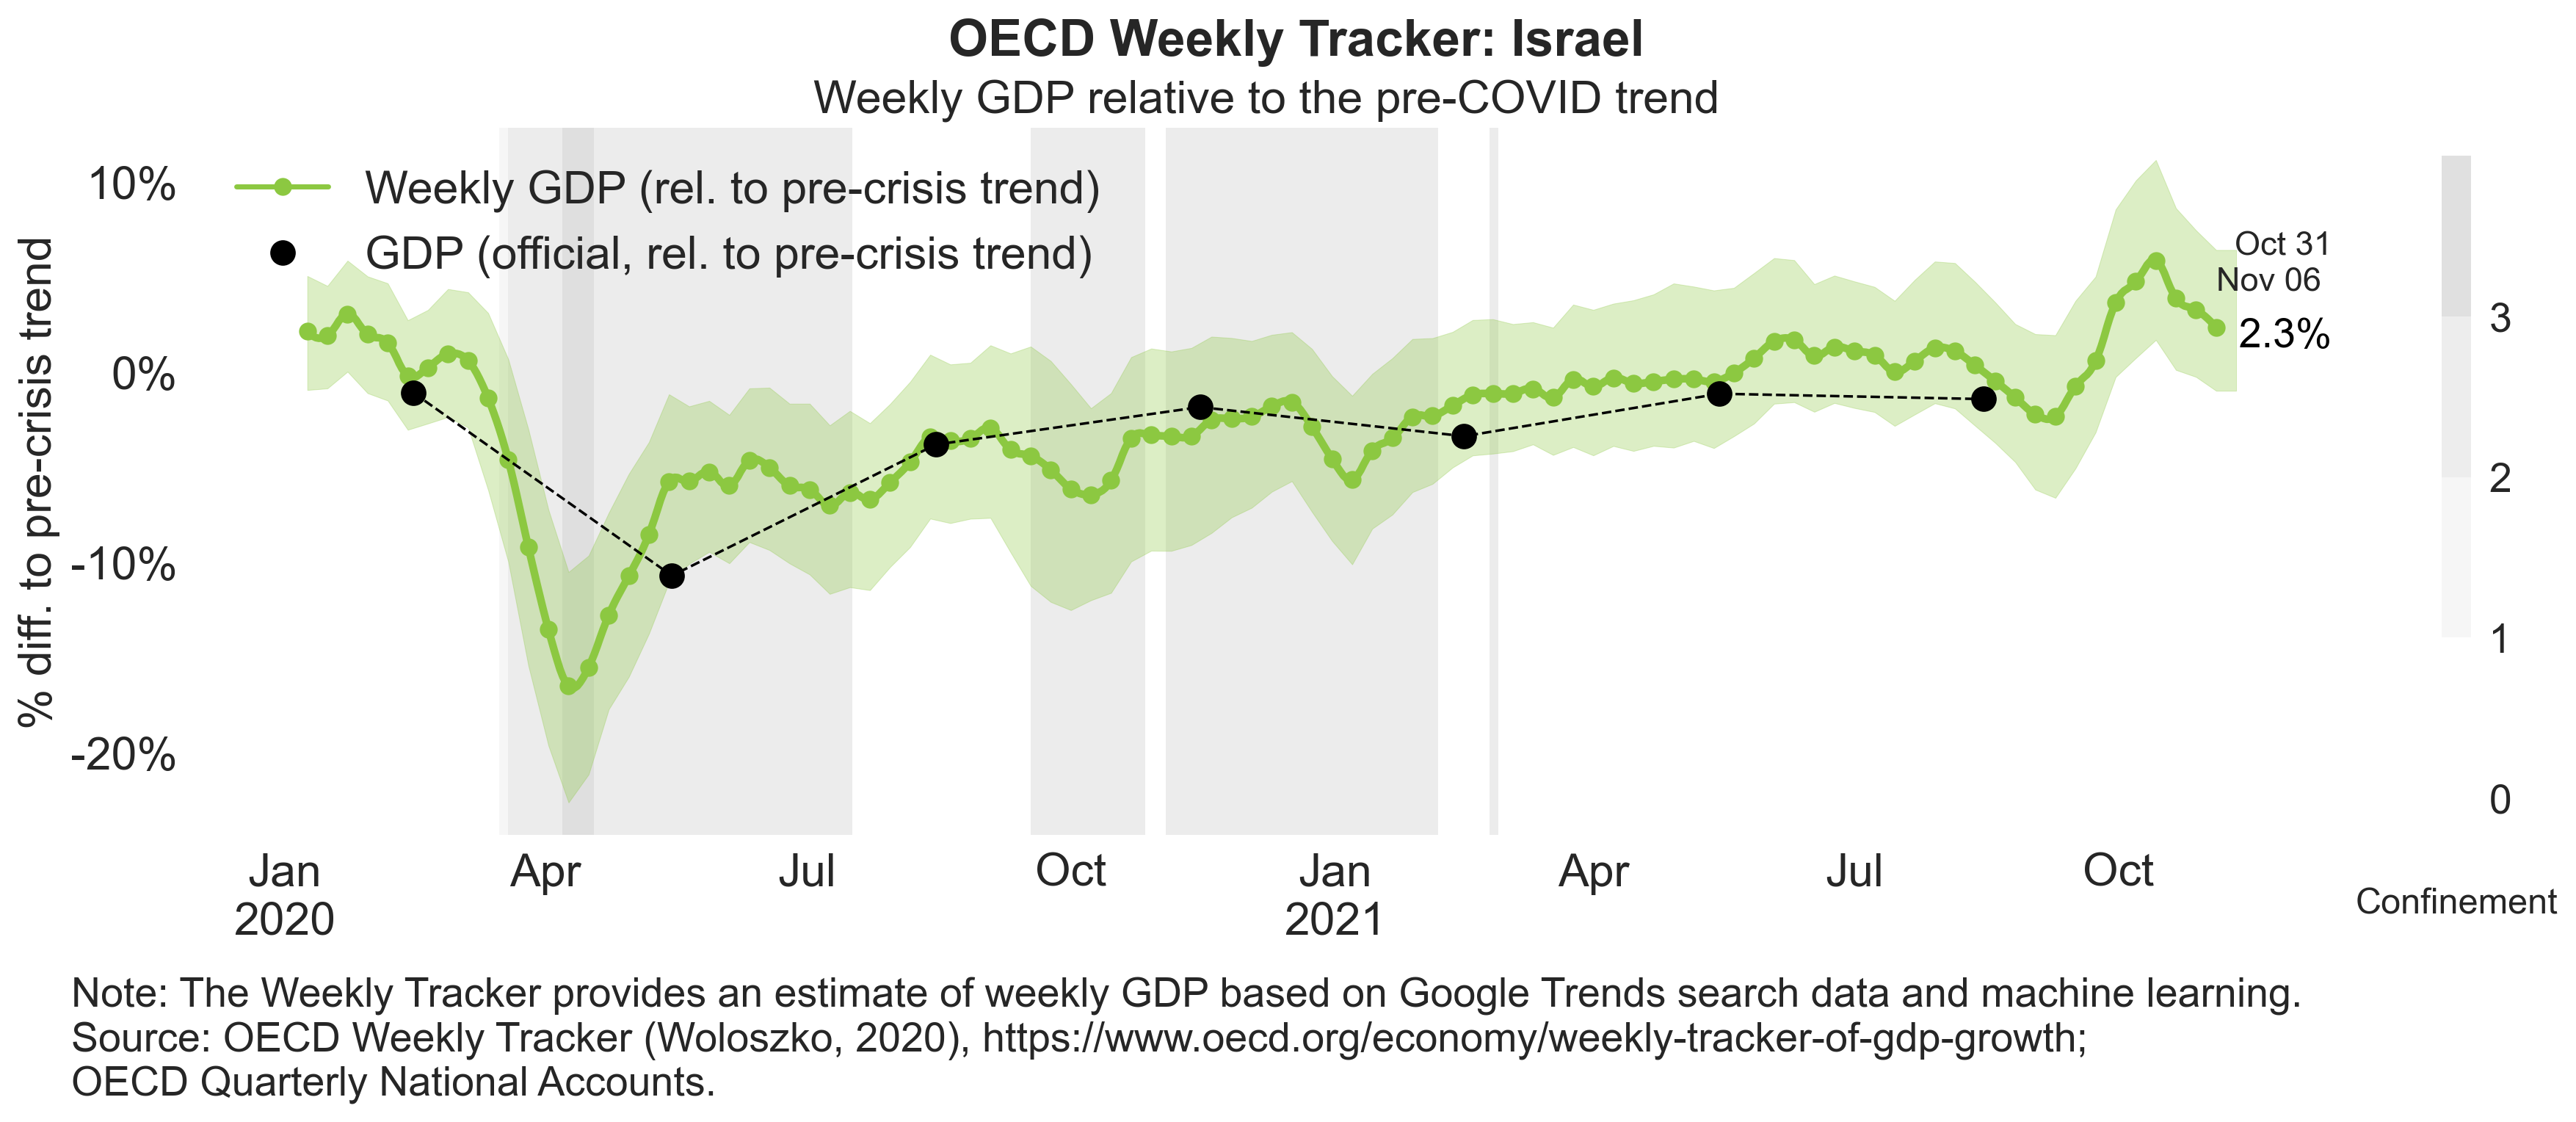 OECD Weekly Tracker: Israel
Weekly GDP relative to the pre-COVID trend
% diff. to pre-crisis trend
10%
0%
-10%
-20%
Weekly GDP (rel. to pre-crisis trend)
GDP (official, rel. to pre-crisis trend)
Oct 31
Nov 06
2.3%
3
2
1
0
Confinement
Jan
2020
Apr
Jul
Oct
Jan
2021
Apr
Jul
Oct
Note: The Weekly Tracker provides an estimate of weekly GDP based on Google Trends search data and machine learning.
Source: OECD Weekly Tracker (Woloszko, 2020), https://www.oecd.org/economy/weekly-tracker-of-gdp-growth;
OECD Quarterly National Accounts.